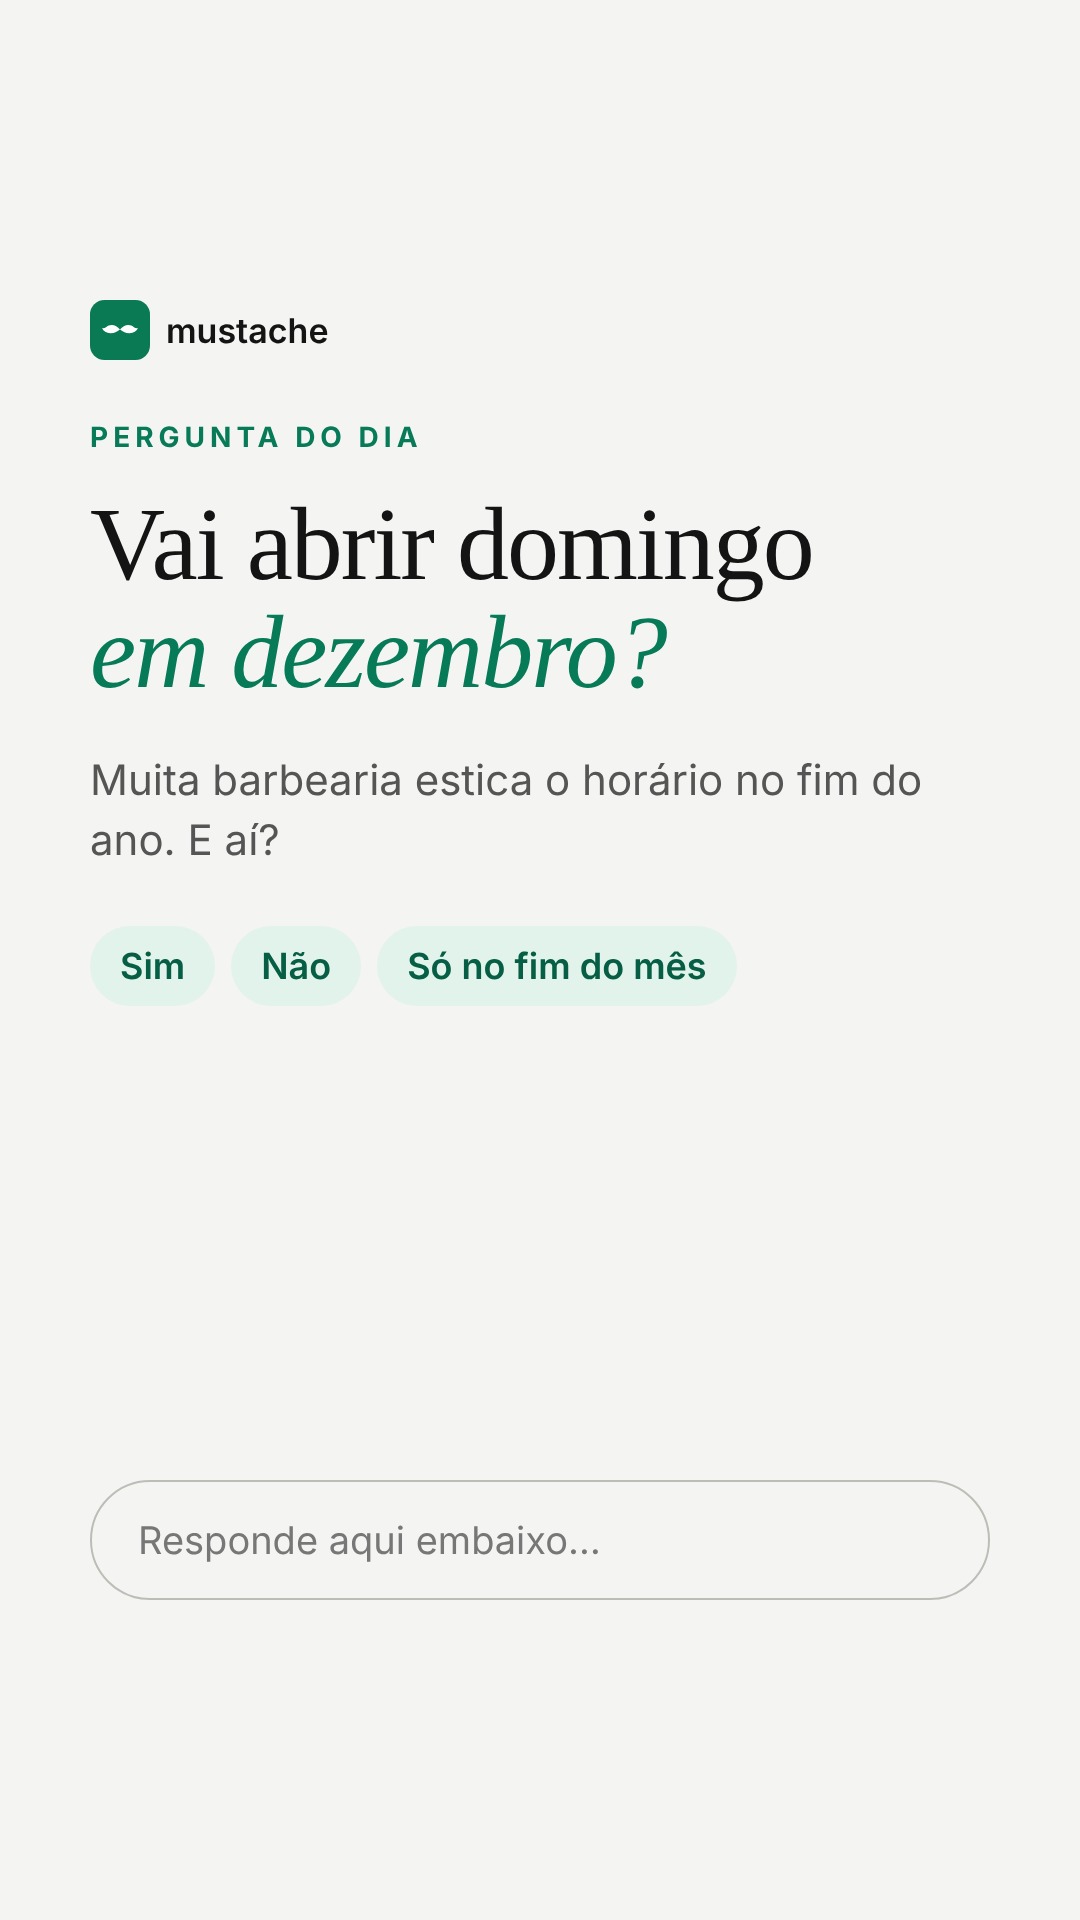 mustache
PERGUNTA DO DIA
Vai abrir domingo
em dezembro?
Muita barbearia estica o horário no fim do
ano. E aí?
Sim Não Só no fim do mês
Responde aqui embaixo...